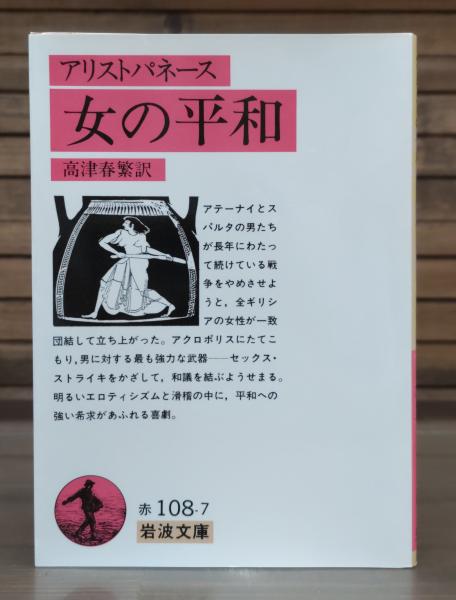 アリストパネース
女の平和
高津春繁訳
アテーナイとス
パルタの男たち
が長年にわたっ
て続けている戦
争をやめさせよ
うと，全ギリシ
アの女性が一致
団結して立ち上がった。アクロポリスにたてこ
もり，男に対する最も強力な武器──セックス・
ストライキをかざして，和議を結ぶようせまる。
明るいエロティシズムと滑稽の中に，平和への
強い希求があふれる喜劇。
赤 108-7
岩波文庫